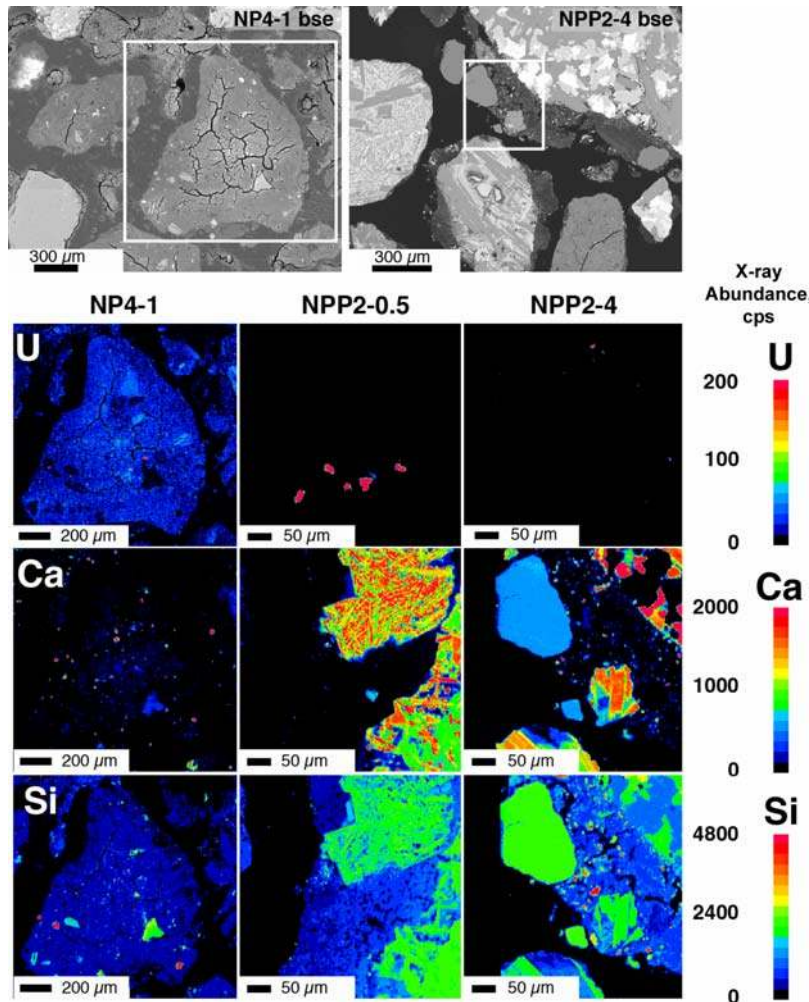 NP4-1 bse
NPP2-4 bse
300 µm
300 µm
X-ray
Abundance,
cps
NP4-1
NPP2-0.5
NPP2-4
U
U
200
100
0
200 µm
50 µm
50 µm
Ca
Ca
2000
1000
0
200 µm
50 µm
50 µm
Si
Si
4800
2400
0
200 µm
50 µm
50 µm